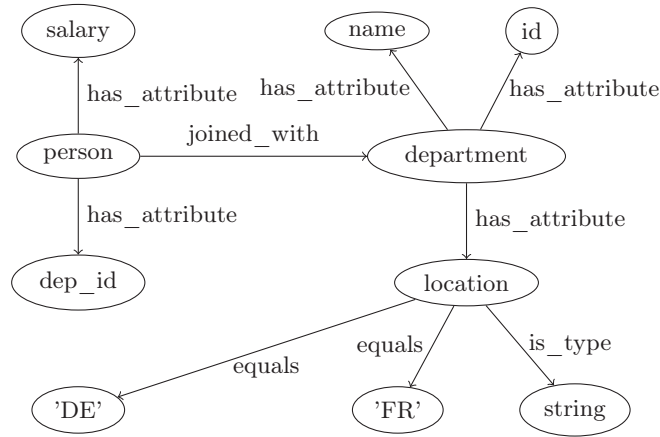 salary
name
id
has_attribute
has_attribute
has_attribute
joined_with
person
department
has_attribute
has_attribute
dep_id
location
equals
equals
is_type
'DE'
'FR'
string